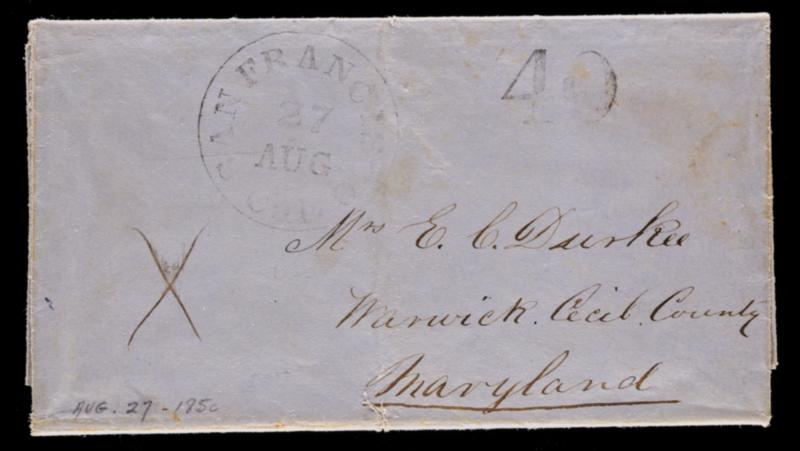 SAN FRANCISCO
27
AUG
CAL.
40
Mrs E. C. Durkee
Warwick. Cecil. County
Maryland
X
AUG. 27 - 1850